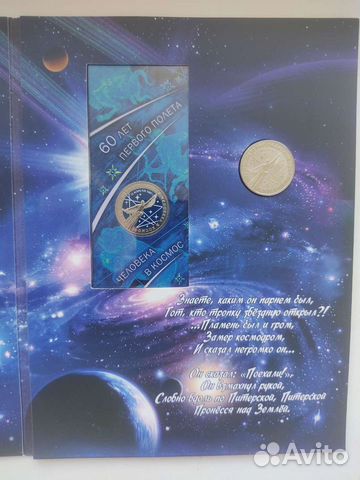 60 ЛЕТ
ПЕРВОГО ПОЛЕТА
ЧЕЛОВЕКА
В КОСМОС
Знаете, каким он парнем был,
Тот, кто тропку звёздную открыл?!
...Пламень был и гром,
Замер космодром,
И сказал негромко он...
Он сказал: «Поехали!»,
Он взмахнул рукой,
Словно вдоль по Питерской, Питерской
Пронёсся над Землёй.
Avito